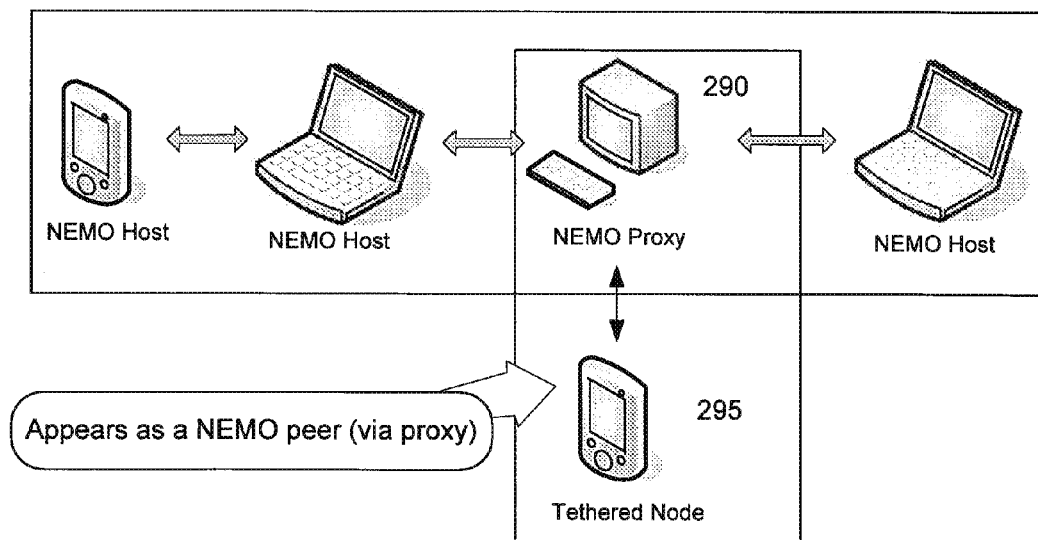 290
NEMO Host
NEMO Host
NEMO Proxy
NEMO Host
Appears as a NEMO peer (via proxy)
295
Tethered Node